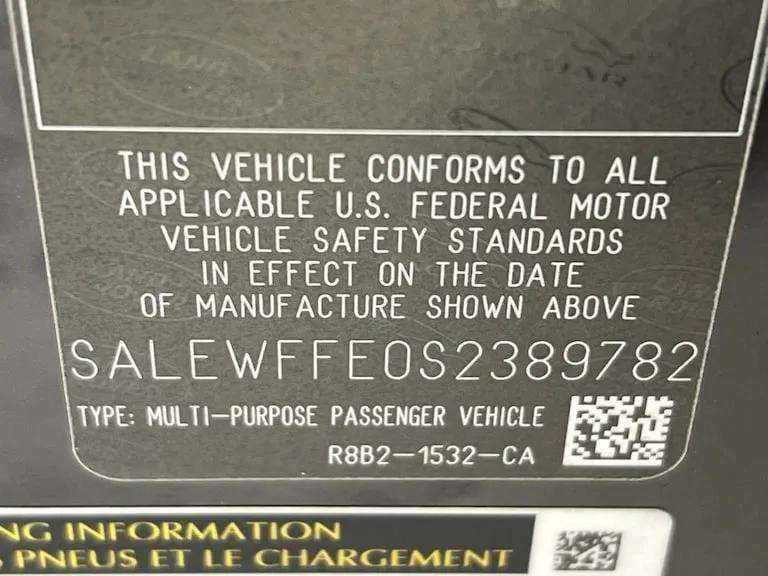 THIS VEHICLE CONFORMS TO ALL
APPLICABLE U.S. FEDERAL MOTOR
VEHICLE SAFETY STANDARDS
IN EFFECT ON THE DATE
OF MANUFACTURE SHOWN ABOVE
SALEWFFE0S2389782
TYPE: MULTI-PURPOSE PASSENGER VEHICLE
R8B2-1532-CA
NG INFORMATION
PNEUS ET LE CHARGEMENT